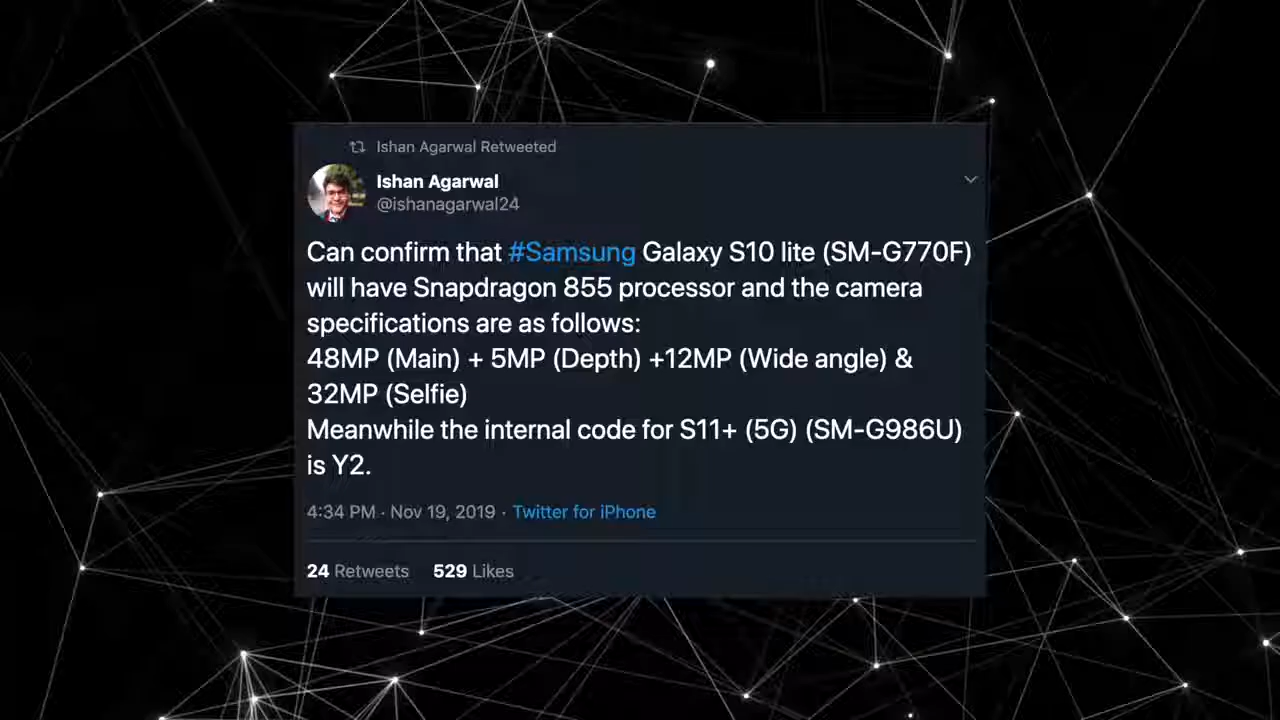 Ishan Agarwal Retweeted
Ishan Agarwal
@ishanagarwal24
Can confirm that #Samsung Galaxy S10 lite (SM-G770F)
will have Snapdragon 855 processor and the camera
specifications are as follows:
48MP (Main) + 5MP (Depth) +12MP (Wide angle) &
32MP (Selfie)
Meanwhile the internal code for S11+ (5G) (SM-G986U)
is Y2.
4:34 PM · Nov 19, 2019 · Twitter for iPhone
24 Retweets 529 Likes